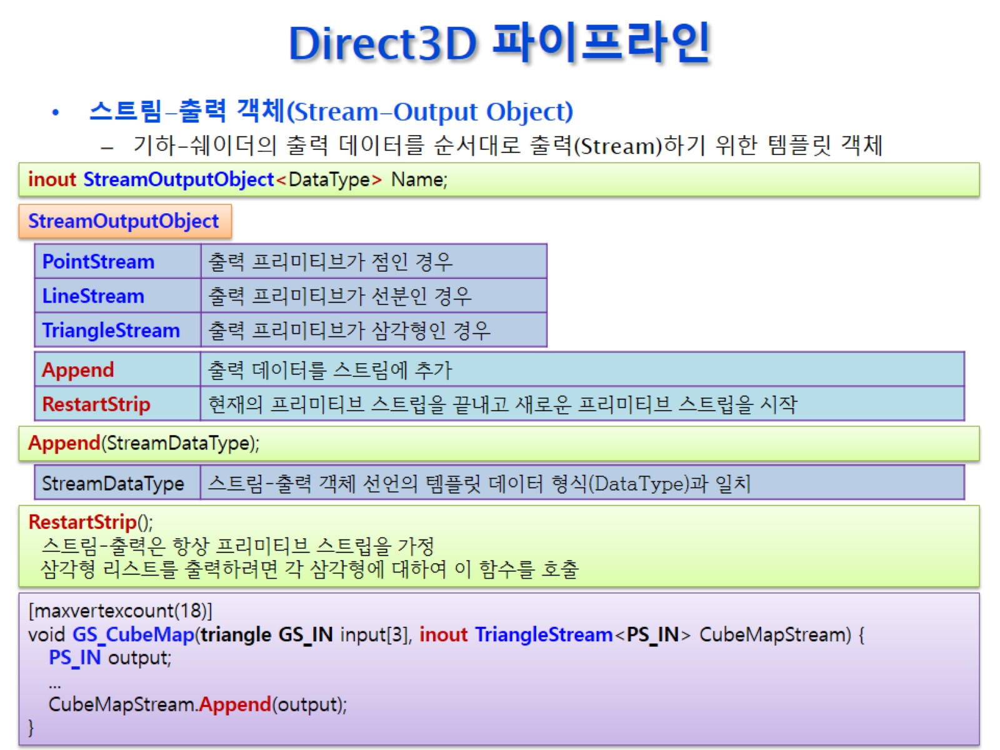 Direct3D 파이프라인
• 스트림-출력 객체(Stream-Output Object)
– 기하-쉐이더의 출력 데이터를 순서대로 출력(Stream)하기 위한 템플릿 객체
inout StreamOutputObject<DataType> Name;
StreamOutputObject
PointStream 출력 프리미티브가 점인 경우
LineStream 출력 프리미티브가 선분인 경우
TriangleStream 출력 프리미티브가 삼각형인 경우
Append 출력 데이터를 스트림에 추가
RestartStrip 현재의 프리미티브 스트립을 끝내고 새로운 프리미티브 스트립을 시작
Append(StreamDataType);
StreamDataType 스트림-출력 객체 선언의 템플릿 데이터 형식(DataType)과 일치
RestartStrip();
스트림-출력은 항상 프리미티브 스트립을 가정
삼각형 리스트를 출력하려면 각 삼각형에 대하여 이 함수를 호출
[maxvertexcount(18)]
void GS_CubeMap(triangle GS_IN input[3], inout TriangleStream<PS_IN> CubeMapStream) {
PS_IN output;
...
CubeMapStream.Append(output);
}